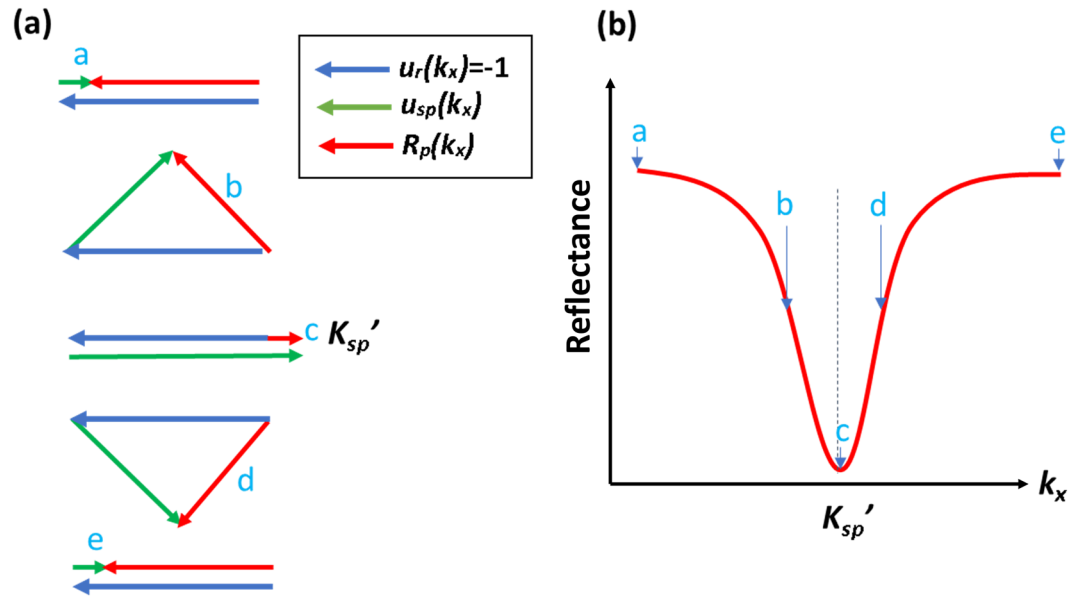 (a)
a
u_r(k_x)=-1
u_sp(k_x)
R_p(k_x)
b
c K_sp’
d
e
(b)
Reflectance
a
e
b
d
c
k_x
K_sp’